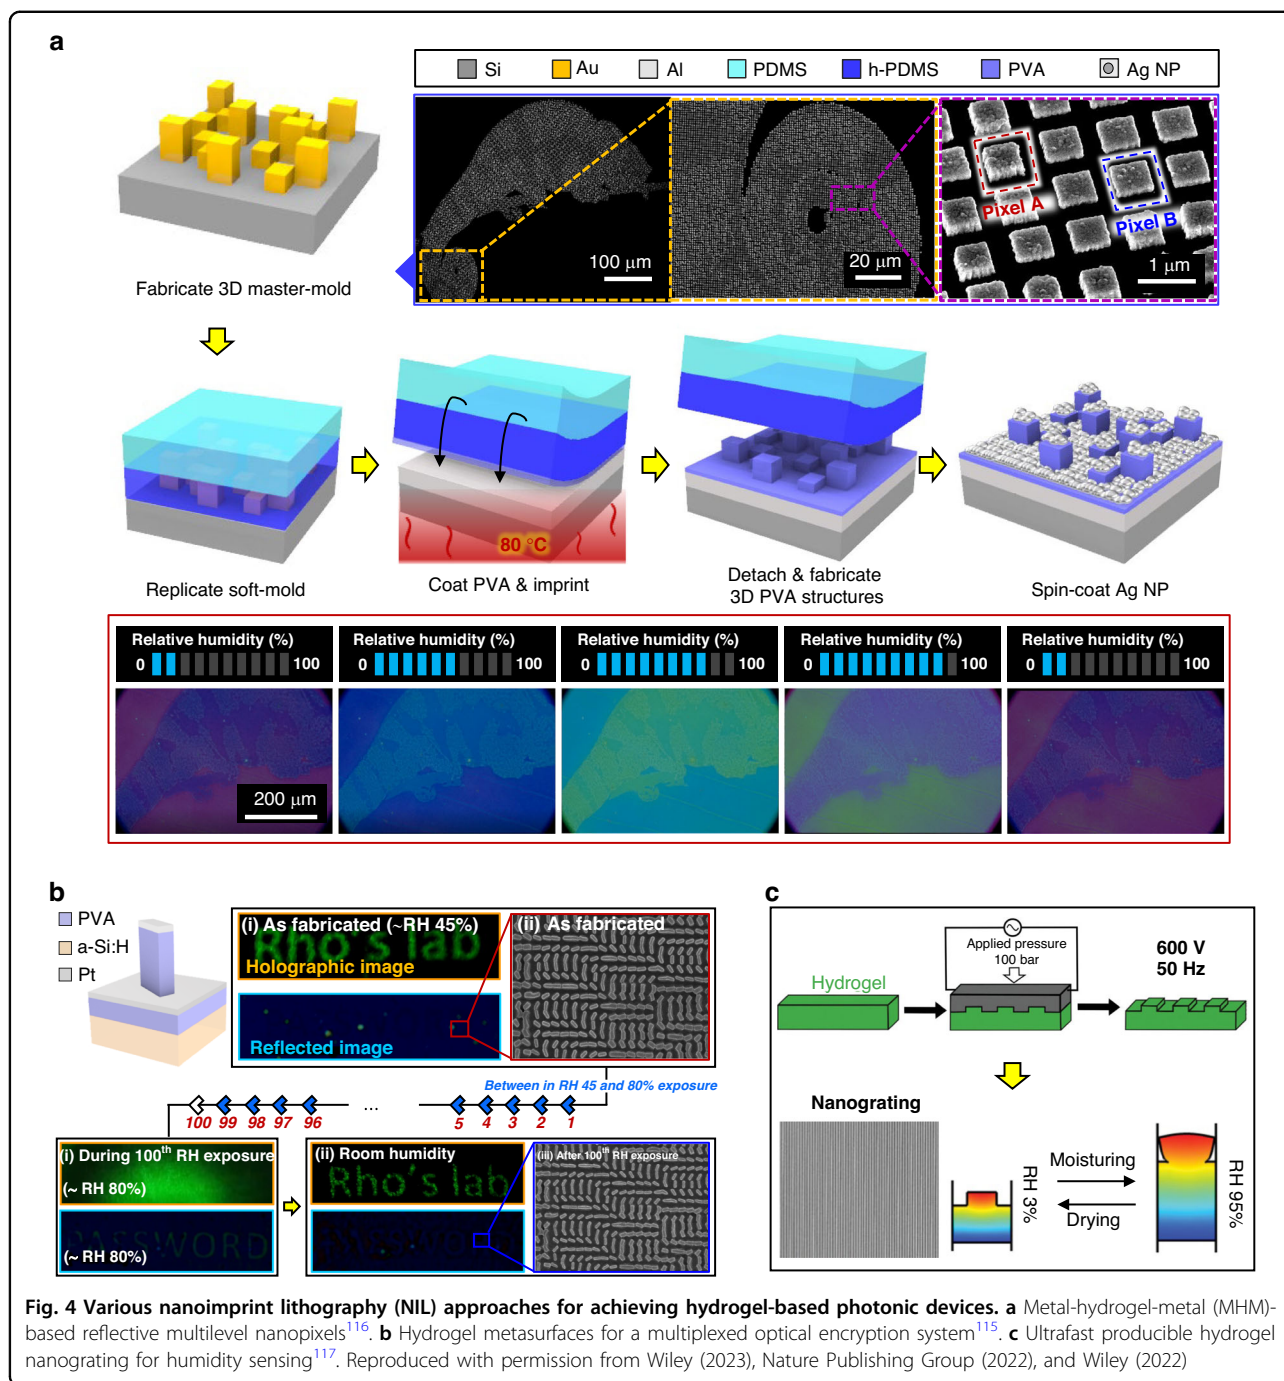 a
Si Au Al PDMS h-PDMS PVA Ag NP
Pixel A
Pixel B
100 μm
20 μm
1 μm
Fabricate 3D master-mold
80 °C
Replicate soft-mold
Coat PVA & imprint
Detach & fabricate
3D PVA structures
Spin-coat Ag NP
Relative humidity (%)
0 100
Relative humidity (%)
0 100
Relative humidity (%)
0 100
Relative humidity (%)
0 100
Relative humidity (%)
0 100
200 μm
b
PVA
a-Si:H
Pt
(i) As fabricated (~RH 45%)
Rho's lab
Holographic image
Reflected image
(ii) As fabricated
Between in RH 45 and 80% exposure
100 99 98 97 96 ... 5 4 3 2 1
(i) During 100th RH exposure
(~ RH 80%)
PASSWORD
(~ RH 80%)
(ii) Room humidity
Rho's lab
(iii) After 100th RH exposure
c
Applied pressure
100 bar
600 V
50 Hz
Hydrogel
Nanograting
RH 3%
Moisturing
Drying
RH 95%
Fig. 4 Various nanoimprint lithography (NIL) approaches for achieving hydrogel-based photonic devices. a Metal-hydrogel-metal (MHM)-
based reflective multilevel nanopixels116. b Hydrogel metasurfaces for a multiplexed optical encryption system115. c Ultrafast producible hydrogel
nanograting for humidity sensing117. Reproduced with permission from Wiley (2023), Nature Publishing Group (2022), and Wiley (2022)